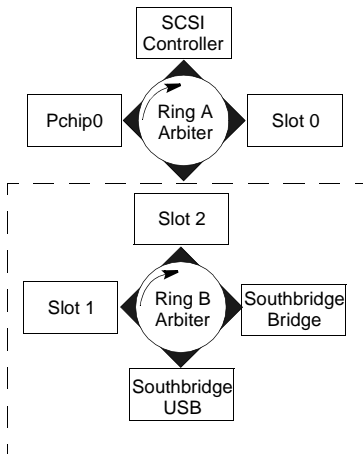 SCSI
Controller
Pchip0
Ring A
Arbiter
Slot 0
Slot 2
Slot 1
Ring B
Arbiter
Southbridge
Bridge
Southbridge
USB